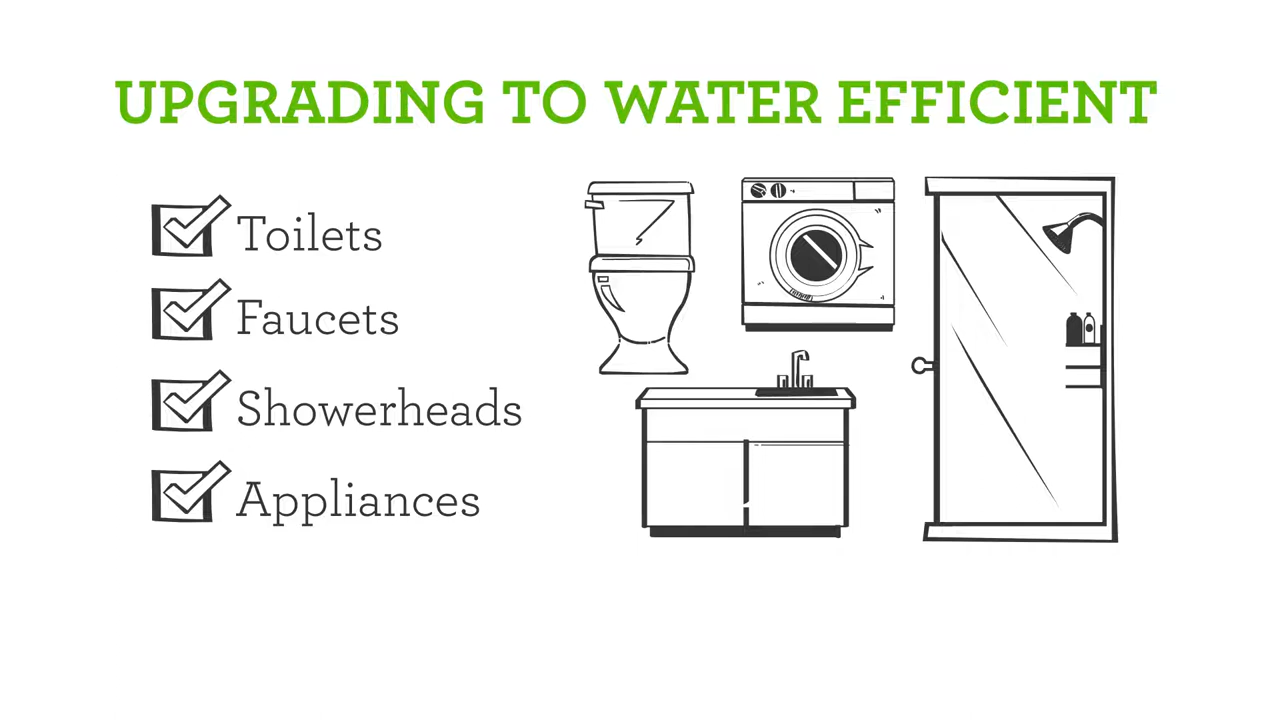 UPGRADING TO WATER EFFICIENT
Toilets
Faucets
Showerheads
Appliances